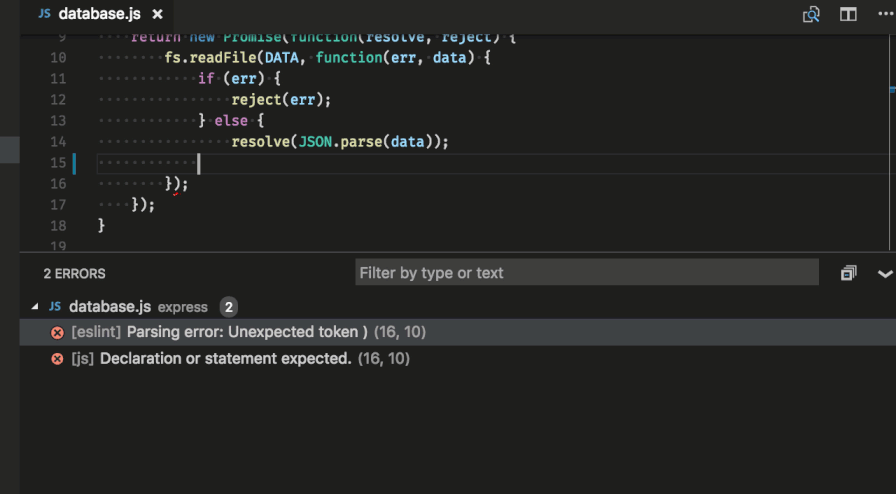 JS database.js ×
9 return new Promise(function(resolve, reject) {
10 fs.readFile(DATA, function(err, data) {
11 if (err) {
12 reject(err);
13 } else {
14 resolve(JSON.parse(data));
15
16 });
17 });
18 }
19
2 ERRORS Filter by type or text
JS database.js express 2
[eslint] Parsing error: Unexpected token ) (16, 10)
[js] Declaration or statement expected. (16, 10)